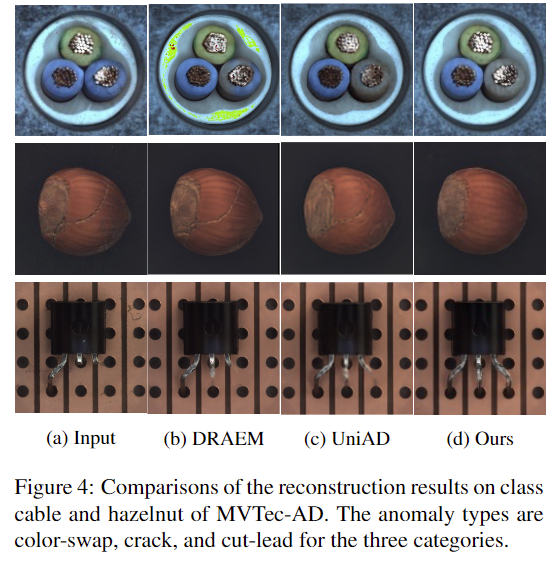 (a) Input (b) DRAEM (c) UniAD (d) Ours
Figure 4: Comparisons of the reconstruction results on class
cable and hazelnut of MVTec-AD. The anomaly types are
color-swap, crack, and cut-lead for the three categories.